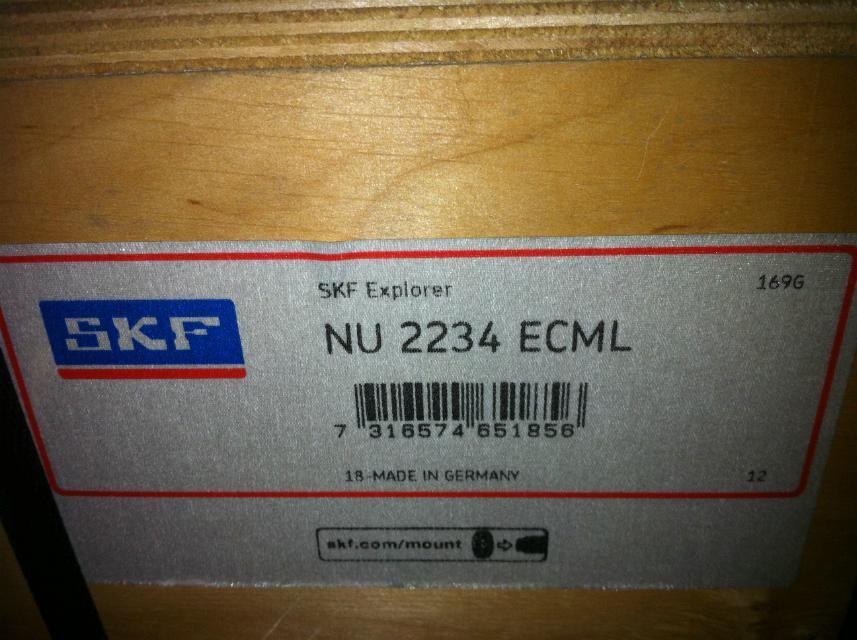 SKF
SKF Explorer
169G
NU 2234 ECML
7 316574 651856
18-MADE IN GERMANY
12
skf.com/mount